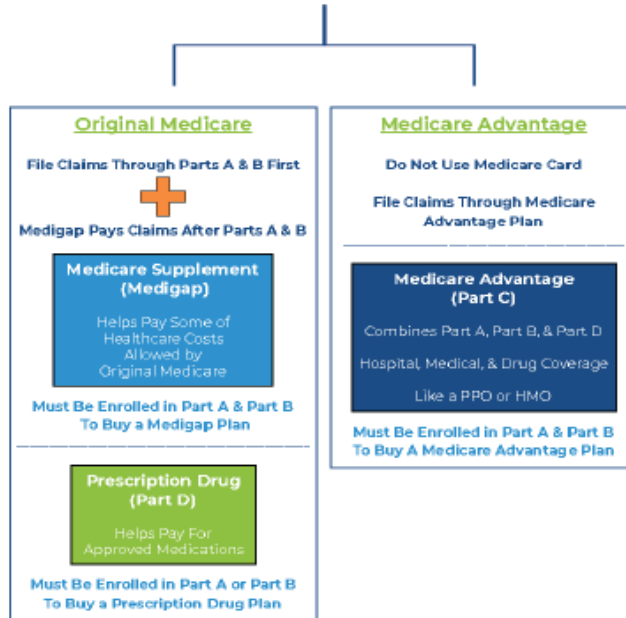 Original Medicare
File Claims Through Parts A & B First
Medigap Pays Claims After Parts A & B
Medicare Supplement
(Medigap)
Helps Pay Some of
Healthcare Costs
Allowed by
Original Medicare
Must Be Enrolled in Part A & Part B
To Buy a Medigap Plan
Prescription Drug
(Part D)
Helps Pay For
Approved Medications
Must Be Enrolled in Part A or Part B
To Buy a Prescription Drug Plan
Medicare Advantage
Do Not Use Medicare Card
File Claims Through Medicare
Advantage Plan
Medicare Advantage
(Part C)
Combines Part A, Part B, & Part D
Hospital, Medical, & Drug Coverage
Like a PPO or HMO
Must Be Enrolled in Part A & Part B
To Buy A Medicare Advantage Plan